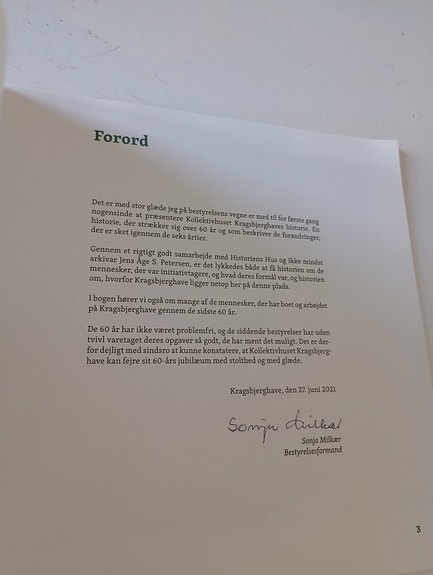 Forord
Det er med stor glæde jeg på bestyrelsens vegne er med til for første gang
nogensinde at præsentere Kollektivhuset Kragsbjerghaves historie. En
historie, der strækker sig over 60 år og som beskriver de forandringer,
der er sket igennem de seks årtier.
Gennem et rigtigt godt samarbejde med Historiens Hus og ikke mindst
arkivar Jens Åge S. Petersen, er det lykkedes både at få historien om de
mennesker, der var initiativtagere, og hvad deres formål var, og historien
om, hvorfor Kragsbjerghave ligger netop her på denne plads.
I bogen hører vi også om mange af de mennesker, der har boet og arbejdet
på Kragsbjerghave gennem de sidste 60 år.
De 60 år har ikke været problemfri, og de siddende bestyrelser har uden
tvivl varetaget deres opgaver så godt, de har ment det muligt. Det er der-
for dejligt med sindsro at kunne konstatere, at Kollektivhuset Kragsbjerg-
have kan fejre sit 60-års jubilæum med stolthed og med glæde.
Kragsbjerghave, den 27. juni 2021
Sonja Milkær
Sonja Milkær
Bestyrelsesformand
3